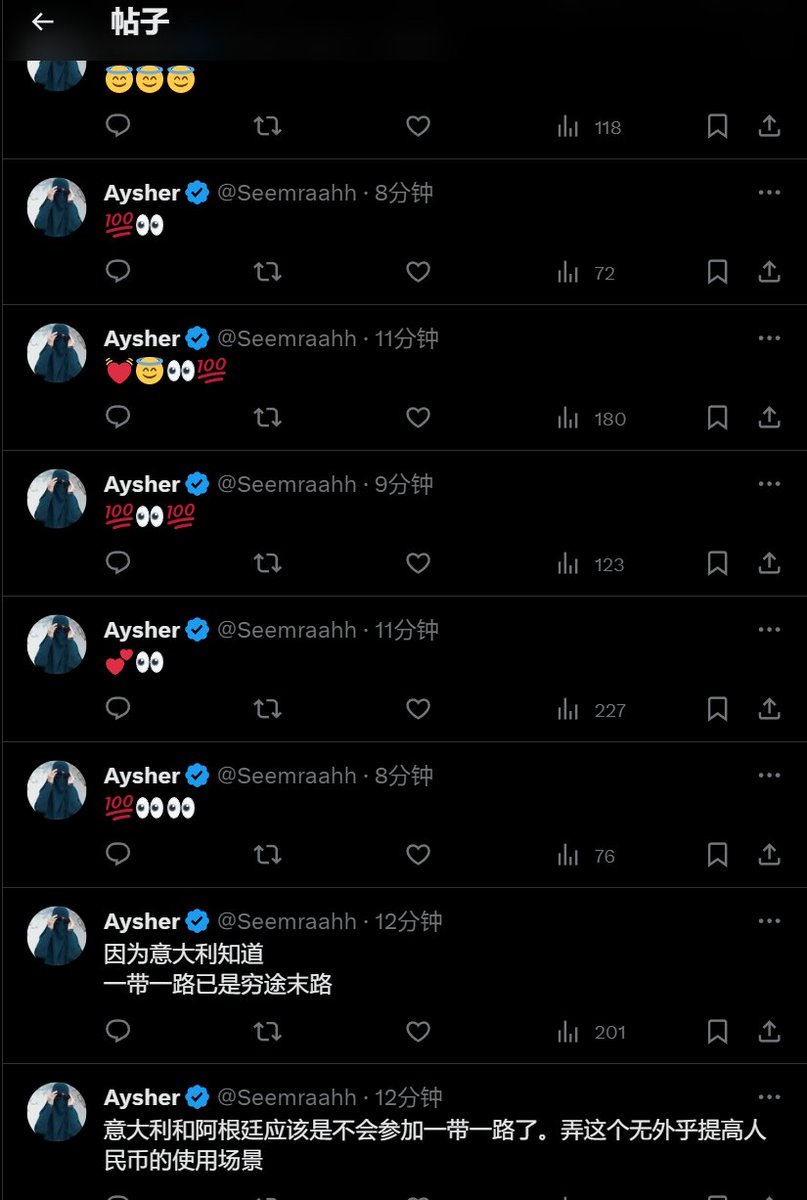 帖子
😇😇😇
118
Aysher @Seemraahh · 8分钟
💯👀
72
Aysher @Seemraahh · 11分钟
💓😇👀💯
180
Aysher @Seemraahh · 9分钟
💯👀💯
123
Aysher @Seemraahh · 11分钟
💕👀
227
Aysher @Seemraahh · 8分钟
💯👀👀
76
Aysher @Seemraahh · 12分钟
因为意大利知道
一带一路已是穷途末路
201
Aysher @Seemraahh · 12分钟
意大利和阿根廷应该是不会参加一带一路了。弄这个无外乎提高人
民币的使用场景